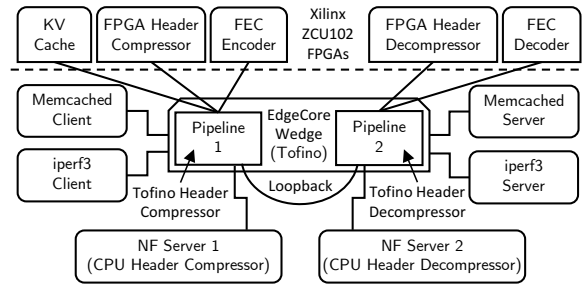 KV
Cache
FPGA Header
Compressor
FEC
Encoder
Xilinx
ZCU102
FPGAs
FPGA Header
Decompressor
FEC
Decoder
Memcached
Client
Pipeline
1
EdgeCore
Wedge
(Tofino)
Pipeline
2
Memcached
Server
iperf3
Client
iperf3
Server
Tofino Header
Compressor
Loopback
Tofino Header
Decompressor
NF Server 1
(CPU Header Compressor)
NF Server 2
(CPU Header Decompressor)